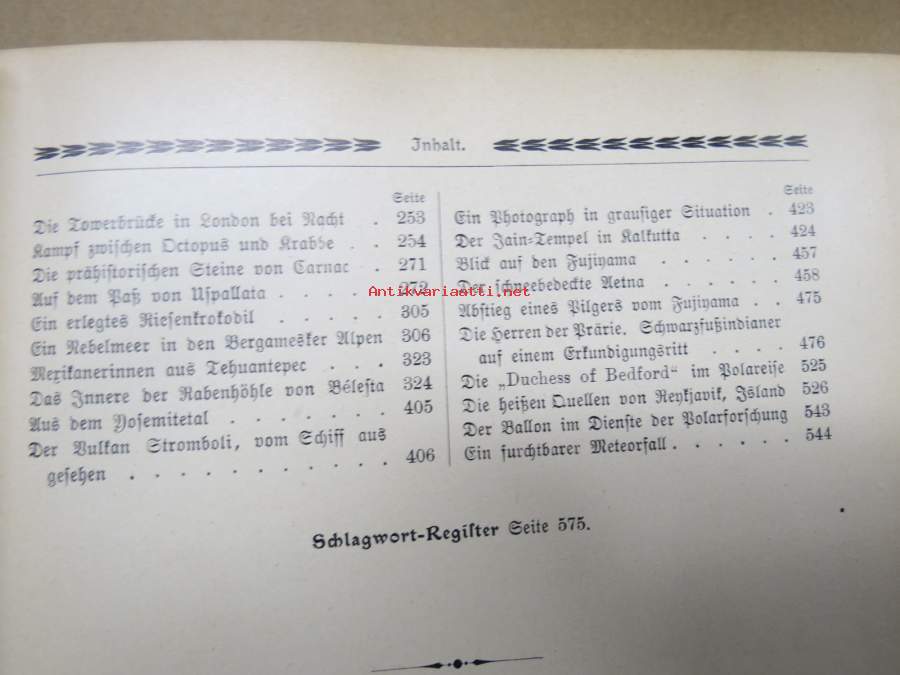 Inhalt.
Seite
Die Towerbrücke in London bei Nacht . 253
Kampf zwischen Octopus und Krabbe . . 254
Die prähistorischen Steine von Carnac . 271
Auf dem Paß von Uspallata . . . . . 272
Ein erlegtes Riesenkrokodil . . . . . 305
Ein Nebelmeer in den Bergamesker Alpen 306
Mexikanerinnen aus Tehuantepec . . . 323
Das Innere der Rabenhöhle von Bélesta 324
Aus dem Yosemitetal . . . . . . . 405
Der Vulkan Stromboli, vom Schiff aus
gesehen . . . . . . . . . . 406
Seite
Ein Photograph in grausiger Situation . 423
Der Jain-Tempel in Kalkutta . . . . 424
Blick auf den Fujiyama . . . . . . 457
Der schneebedeckte Aetna . . . . . 458
Abstieg eines Pilgers vom Fujiyama . . 475
Die Herren der Prärie. Schwarzfußindianer
auf einem Erkundigungsritt . . . . 476
Die „Duchess of Bedford“ im Polareise 525
Die heißen Quellen von Reykjavik, Island 526
Der Ballon im Dienste der Polarforschung 543
Ein furchtbarer Meteorfall . . . . . . 544
Schlagwort-Register Seite 575.
Antikvariaatti.net